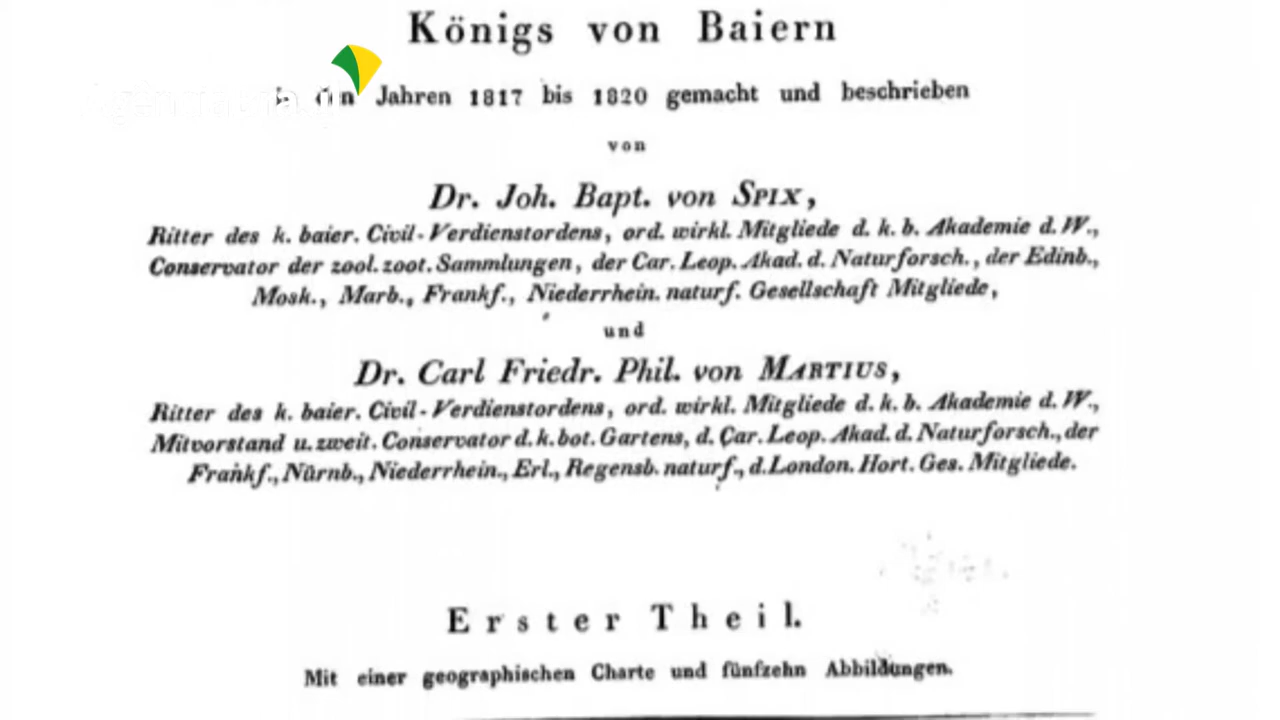 Königs von Baiern
in den Jahren 1817 bis 1820 gemacht und beschrieben
von
Dr. Joh. Bapt. von SPIX,
Ritter des k. baier. Civil-Verdienstordens, ord. wirkl. Mitgliede d. k. b. Akademie d. W.,
Conservator der zool. zoot. Sammlungen, der Car. Leop. Akad. d. Naturforsch., der Edinb.,
Mosk., Marb., Frankf., Niederrhein. naturf. Gesellschaft Mitgliede,
und
Dr. Carl Friedr. Phil. von MARTIUS,
Ritter des k. baier. Civil-Verdienstordens, ord. wirkl. Mitgliede d. k. b. Akademie d. W.,
Mitvorstand u. zweit. Conservator d. k. bot. Gartens, d. Car. Leop. Akad. d. Naturforsch., der
Frankf., Nürnb., Niederrhein., Erl., Regensb. naturf., d. London. Hort. Ges. Mitgliede.
Erster Theil.
Mit einer geographischen Charte und fünfzehn Abbildungen.